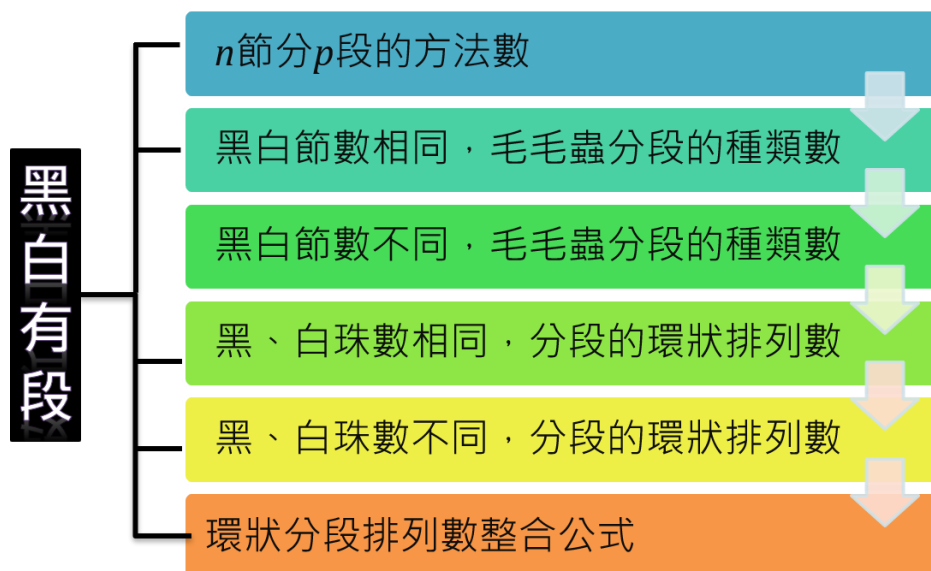 黑白有段
n節分p段的方法數
黑白節數相同，毛毛蟲分段的種類數
黑白節數不同，毛毛蟲分段的種類數
黑、白珠數相同，分段的環狀排列數
黑、白珠數不同，分段的環狀排列數
環狀分段排列數整合公式